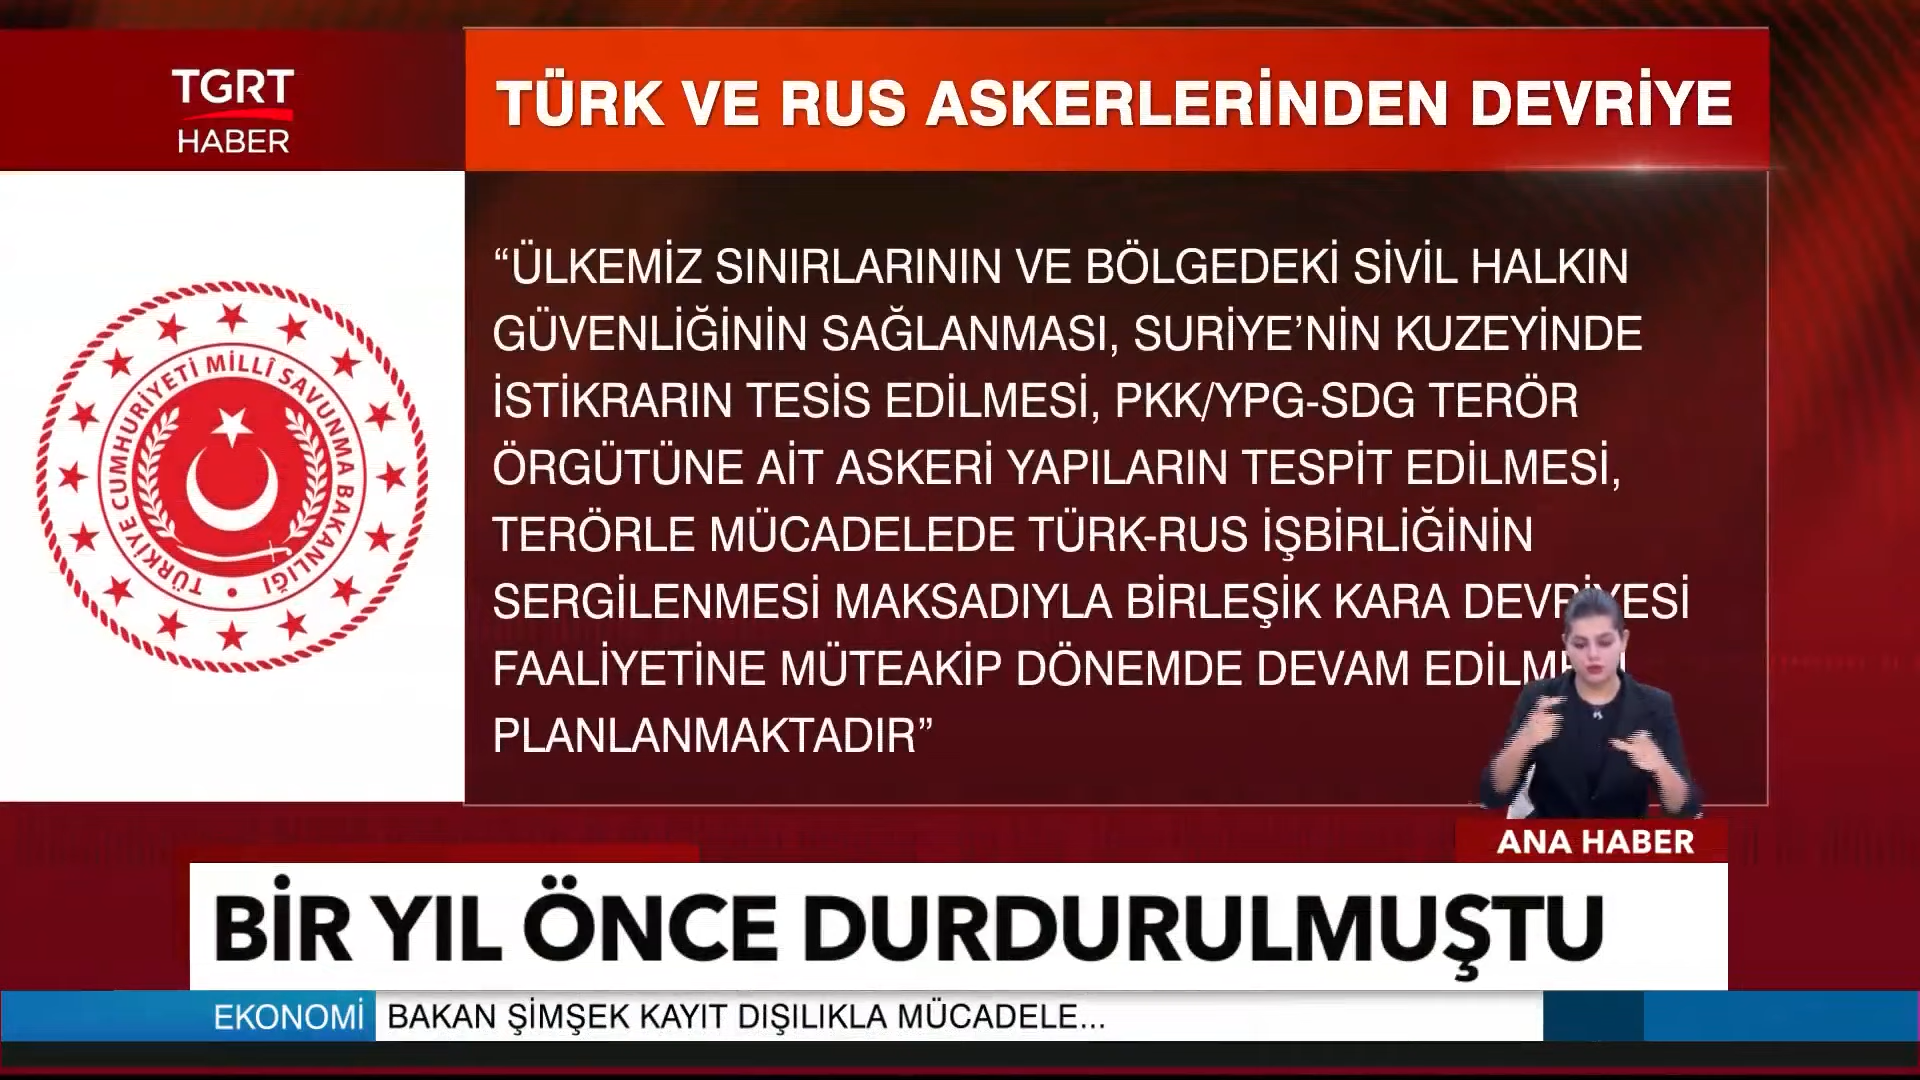 TGRT
HABER
TÜRK VE RUS ASKERLERİNDEN DEVRİYE
“ÜLKEMİZ SINIRLARININ VE BÖLGEDEKİ SİVİL HALKIN
GÜVENLİĞİNİN SAĞLANMASI, SURİYE’NİN KUZEYİNDE
İSTİKRARIN TESİS EDİLMESİ, PKK/YPG-SDG TERÖR
ÖRGÜTÜNE AİT ASKERİ YAPILARIN TESPİT EDİLMESİ,
TERÖRLE MÜCADELEDE TÜRK-RUS İŞBİRLİĞİNİN
SERGİLENMESİ MAKSADIYLA BİRLEŞİK KARA DEVRİYESİ
FAALİYETİNE MÜTEAKİP DÖNEMDE DEVAM
PLANLANMAKTADIR”
TÜRKİYE CUMHURİYETİ MİLLÎ SAVUNMA BAKANLIĞI
ANA HABER
BİR YIL ÖNCE DURDURULMUŞTU
EKONOMİ BAKAN ŞİMŞEK KAYIT DIŞILIKLA MÜCADELE...